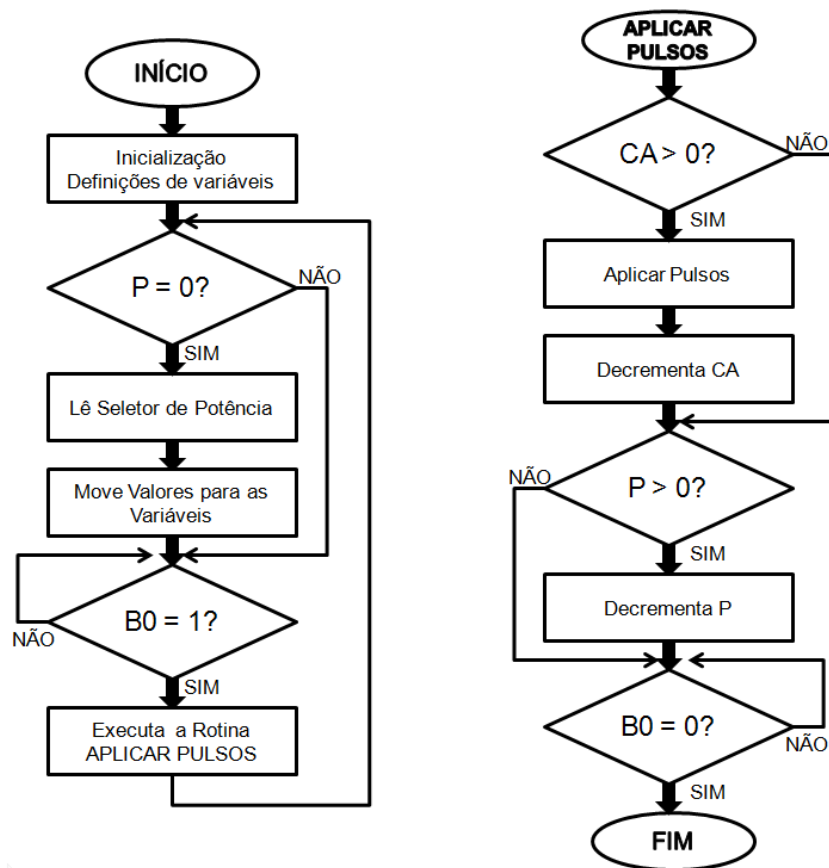 INÍCIO
Inicialização
Definições de variáveis
P = 0?
NÃO
SIM
Lê Seletor de Potência
Move Valores para as
Variáveis
B0 = 1?
NÃO
SIM
Executa a Rotina
APLICAR PULSOS
APLICAR
PULSOS
CA > 0?
NÃO
SIM
Aplicar Pulsos
Decrementa CA
NÃO
P > 0?
SIM
Decrementa P
B0 = 0?
NÃO
SIM
FIM